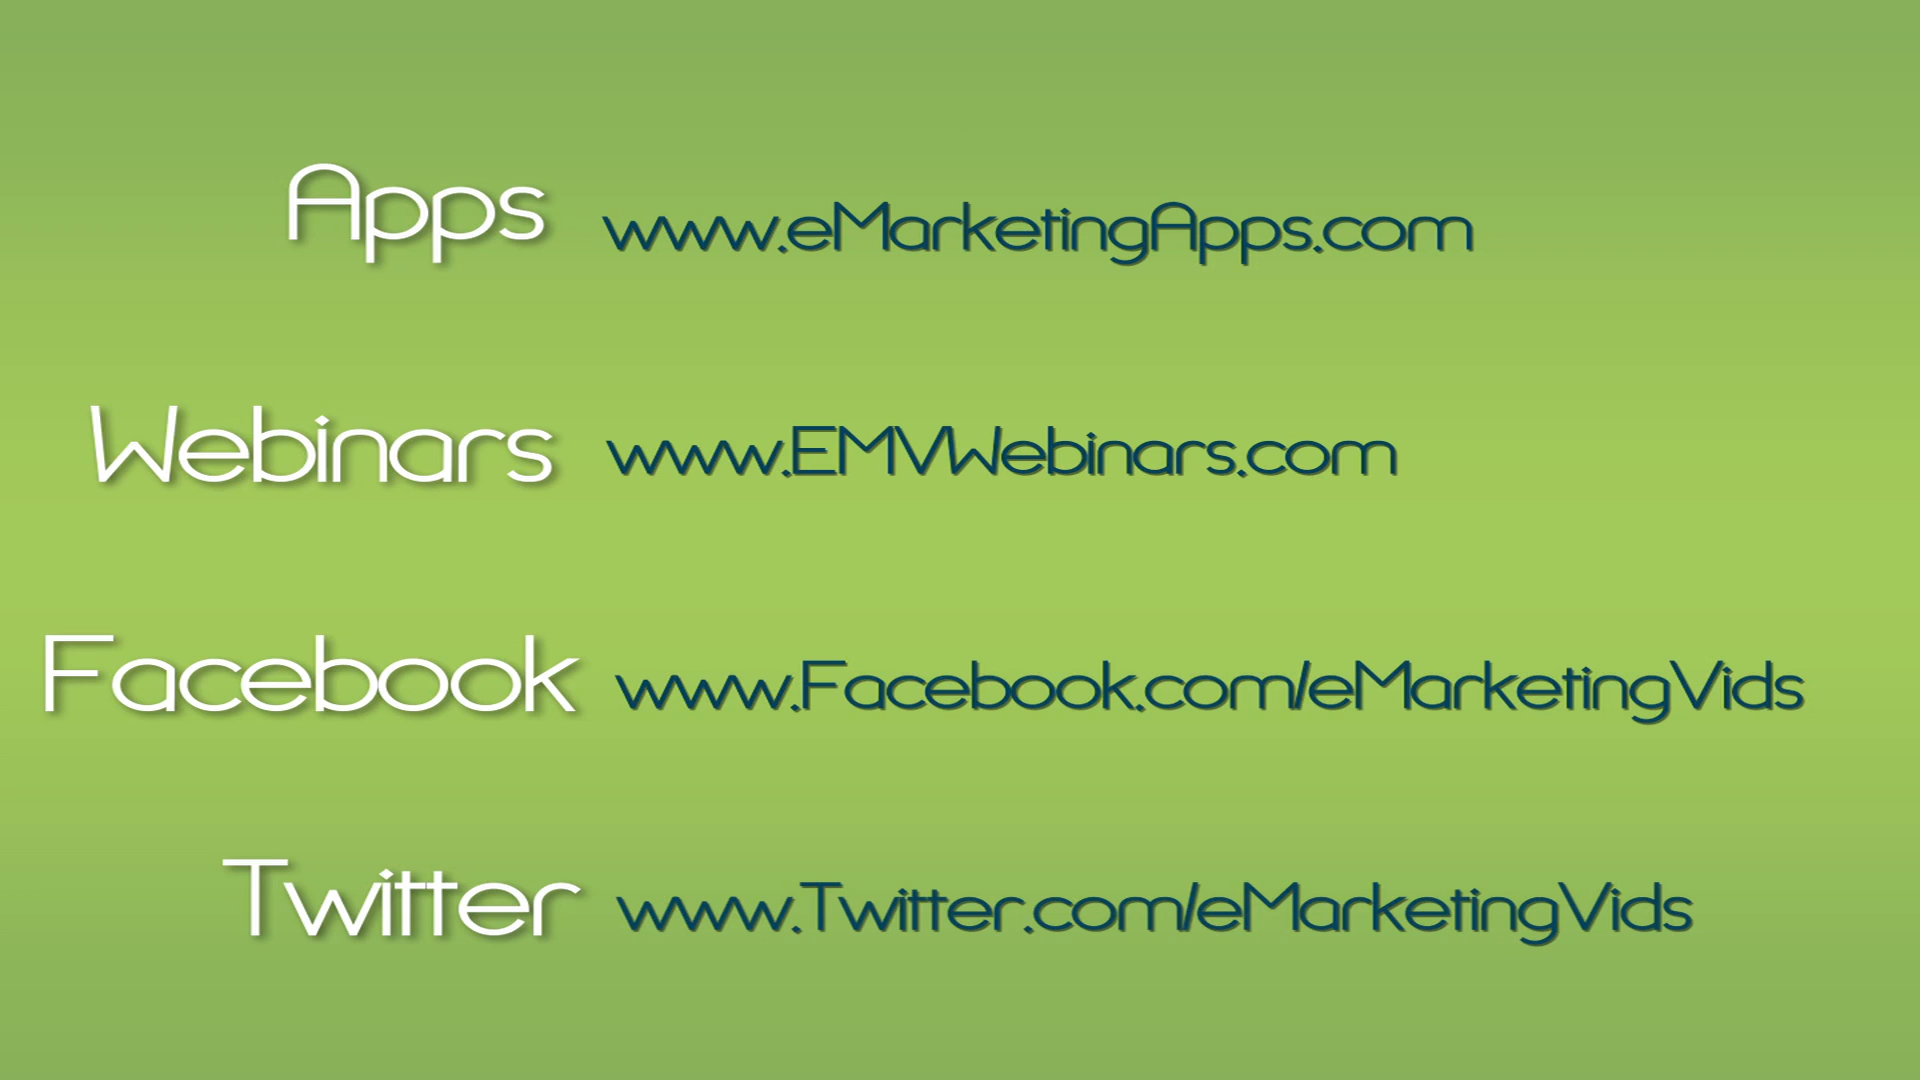 Apps www.eMarketingApps.com
Webinars www.EMVWebinars.com
Facebook www.Facebook.com/eMarketingVids
Twitter www.Twitter.com/eMarketingVids